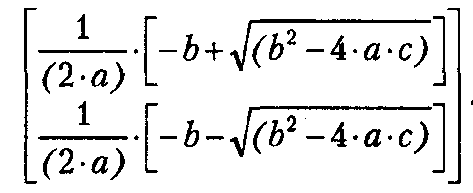 [ 1/(2·a)·[−b+√(b²−4·a·c)]
1/(2·a)·[−b−√(b²−4·a·c)] ].